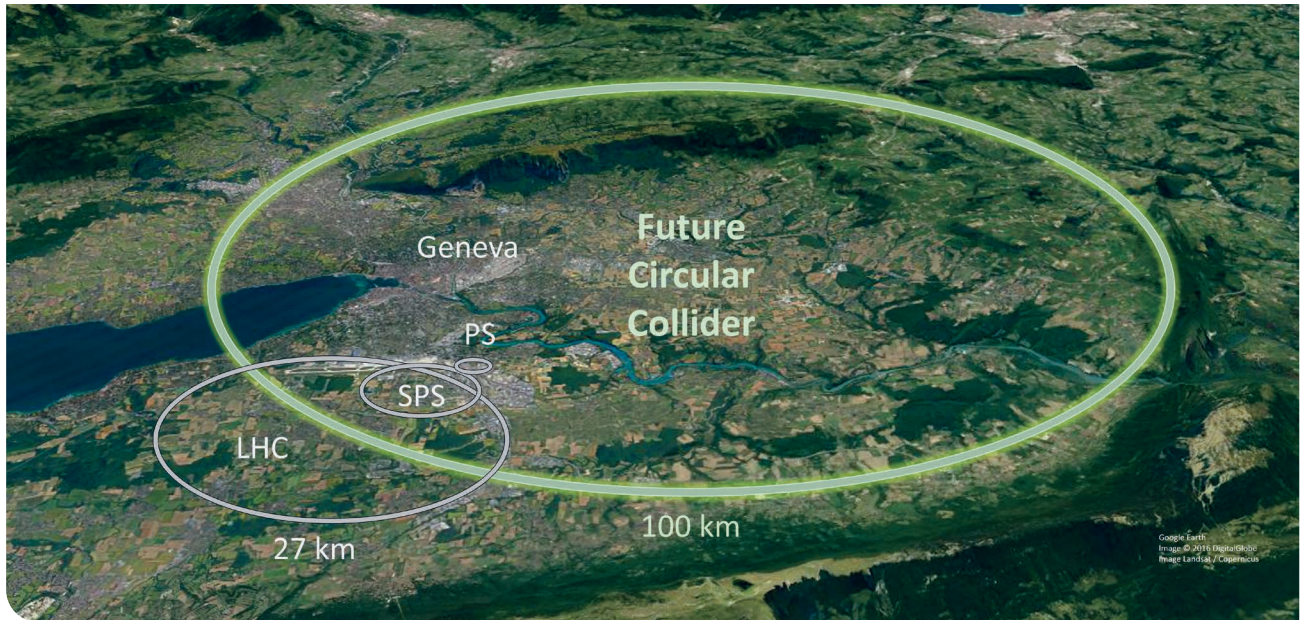 Geneva
Future
Circular
Collider
PS
SPS
LHC
100 km
27 km
Google Earth
Image © 2016 DigitalGlobe
Image Landsat / Copernicus